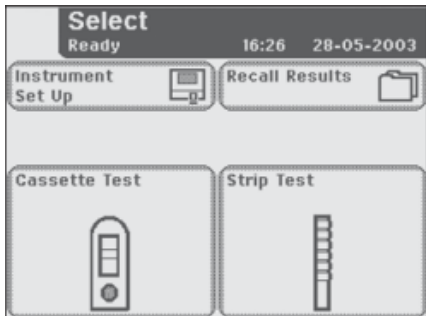 Select
Ready 16:26 28-05-2003
Instrument
Set Up
Recall Results
Cassette Test
Strip Test